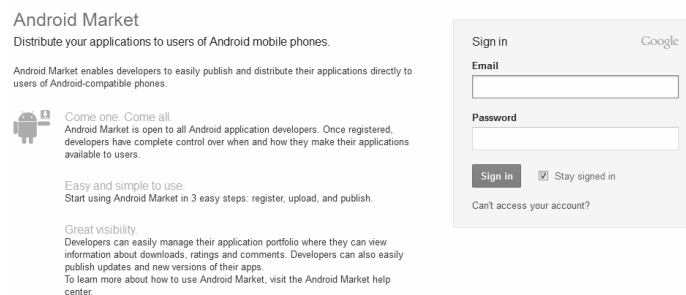 Android Market
Distribute your applications to users of Android mobile phones.
Android Market enables developers to easily publish and distribute their applications directly to
users of Android-compatible phones.
Come one. Come all.
Android Market is open to all Android application developers. Once registered,
developers have complete control over when and how they make their applications
available to users.
Easy and simple to use.
Start using Android Market in 3 easy steps: register, upload, and publish.
Great visibility.
Developers can easily manage their application portfolio where they can view
information about downloads, ratings and comments. Developers can also easily
publish updates and new versions of their apps.
To learn more about how to use Android Market, visit the Android Market help
center.
Sign in Google
Email
Password
Sign in Stay signed in
Can't access your account?